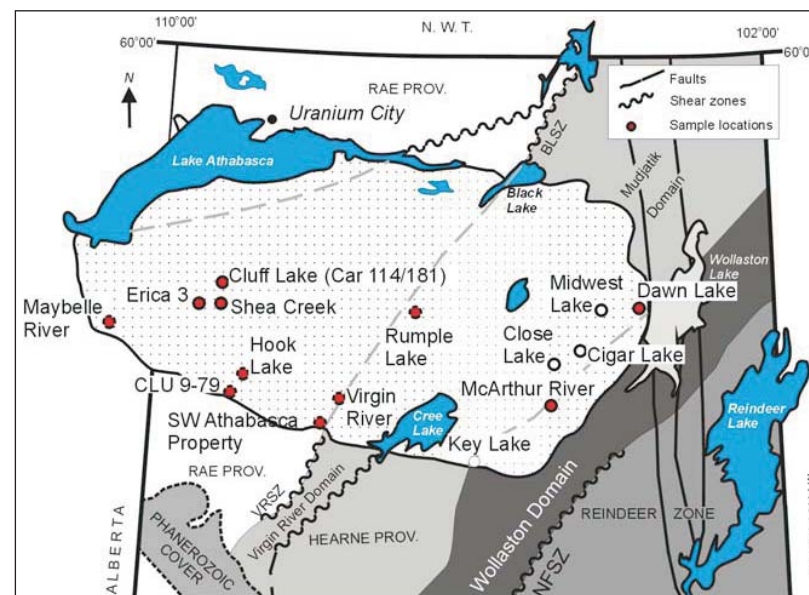 110°00'
N. W. T.
102°00'
60°00'
60°0
N
RAE PROV.
Uranium City
Faults
Shear zones
Sample locations
Lake Athabasca
BLSZ
Mudjatik
Domain
Black
Lake
Wollaston
Lake
Cluff Lake (Car 114/181)
Erica 3
Shea Creek
Midwest
Lake
Dawn Lake
Maybelle
River
Rumple
Lake
Hook
Lake
Close
Lake
Cigar Lake
CLU 9-79
Virgin
River
McArthur River
SW Athabasca
Property
Cree
Lake
Reindeer
Lake
Key Lake
RAE PROV.
VRSZ
Virgin River Domain
HEARNE PROV.
Wollaston Domain
REINDEER ZONE
NFSZ
PHANEROZOIC
COVER
ALBERTA